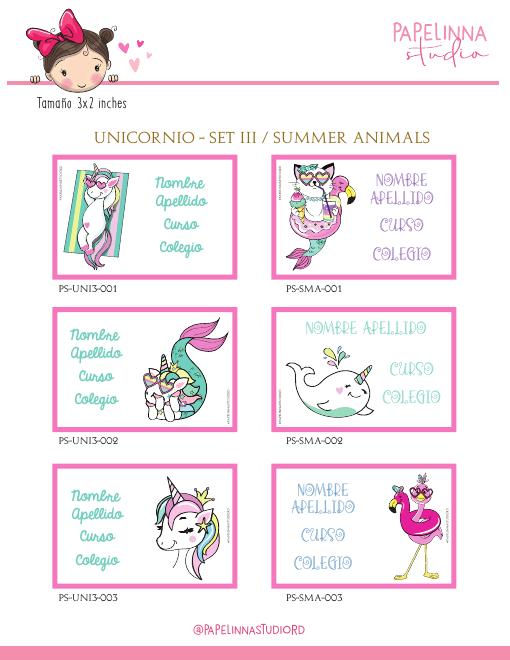 PAPELINNA
studio
Tamaño 3x2 inches
UNICORNIO - SET III / SUMMER ANIMALS
Nombre
Apellido
Curso
Colegio
PS-UNI3-001
NOMBRE
APELLIDO
CURSO
COLEGIO
PS-SMA-001
Nombre
Apellido
Curso
Colegio
PS-UNI3-002
NOMBRE APELLIDO
CURSO
COLEGIO
PS-SMA-002
Nombre
Apellido
Curso
Colegio
PS-UNI3-003
NOMBRE
APELLIDO
CURSO
COLEGIO
PS-SMA-003
@PAPELINNASTUDIORD